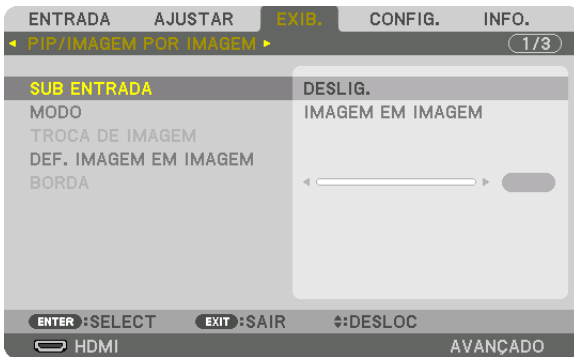 ENTRADA AJUSTAR EXIB. CONFIG. INFO.
PIP/IMAGEM POR IMAGEM 1/3
SUB ENTRADA DESLIG.
MODO IMAGEM EM IMAGEM
TROCA DE IMAGEM
DEF. IMAGEM EM IMAGEM
BORDA
ENTER :SELECT EXIT :SAIR :DESLOC
HDMI AVANÇADO